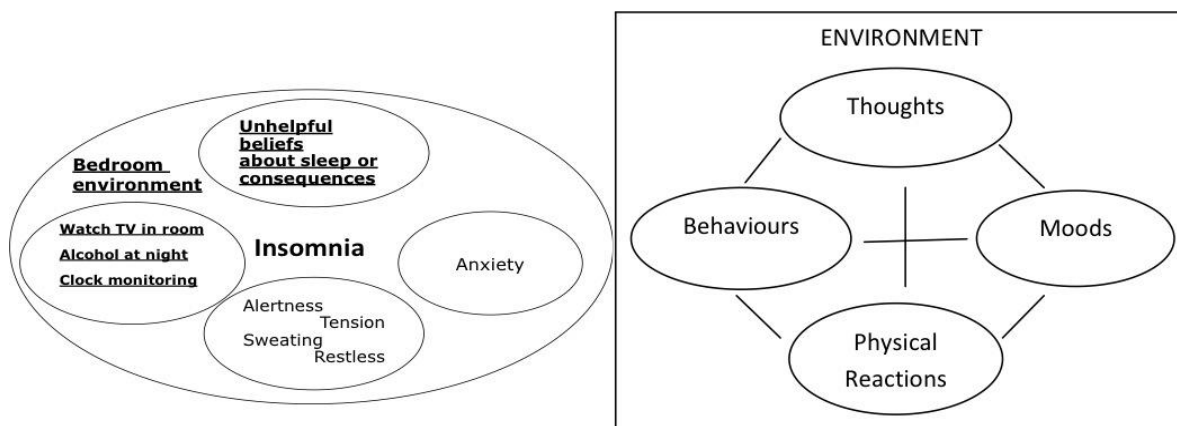 Unhelpful
beliefs
about sleep or
consequences
Bedroom
environment
Watch TV in room
Alcohol at night
Clock monitoring
Insomnia
Anxiety
Alertness
Tension
Sweating
Restless
ENVIRONMENT
Thoughts
Behaviours
Moods
Physical
Reactions